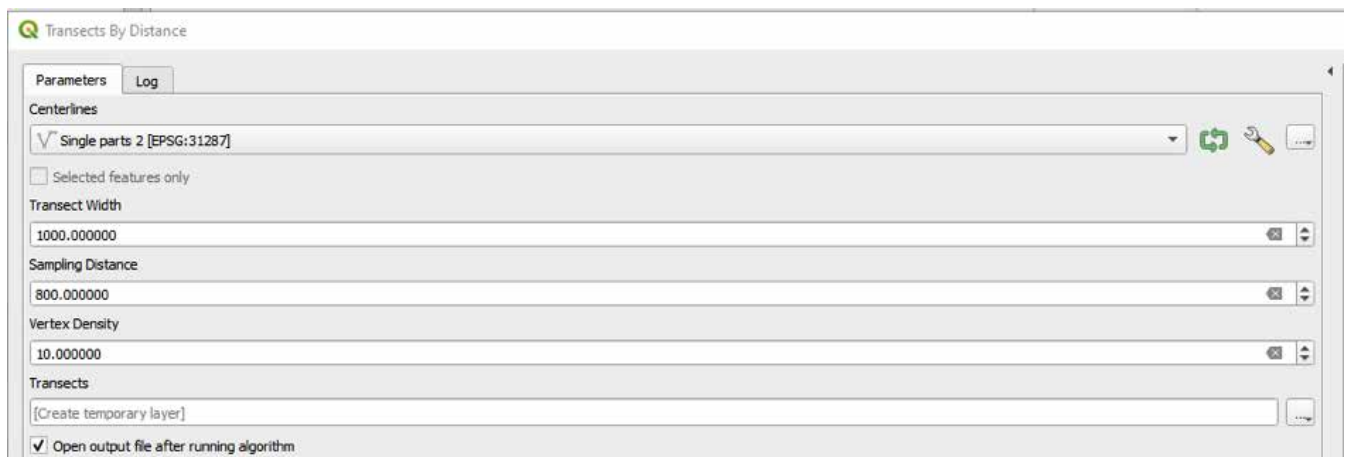 Transects By Distance
Parameters Log
Centerlines
Single parts 2 [EPSG:31287]
Selected features only
Transect Width
1000.000000
Sampling Distance
800.000000
Vertex Density
10.000000
Transects
[Create temporary layer]
Open output file after running algorithm